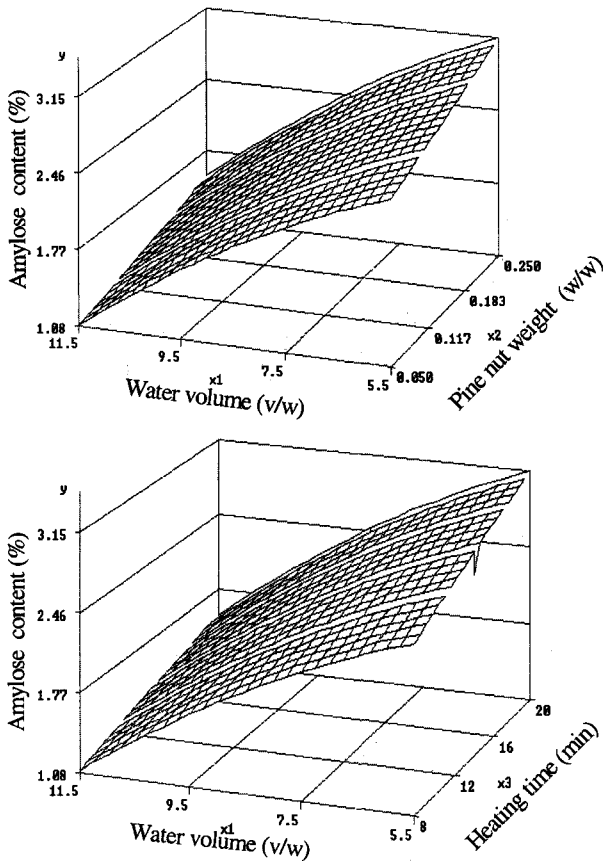 y
3.15
2.46
1.77
1.08
Amylose content (%)
11.5
9.5
7.5
5.5
x1
Water volume (v/w)
0.050
0.117
0.183
0.250
x2
Pine nut weight (w/w)
y
3.15
2.46
1.77
1.08
Amylose content (%)
11.5
9.5
7.5
5.5
x1
Water volume (v/w)
8
12
16
20
x3
Heating time (min)